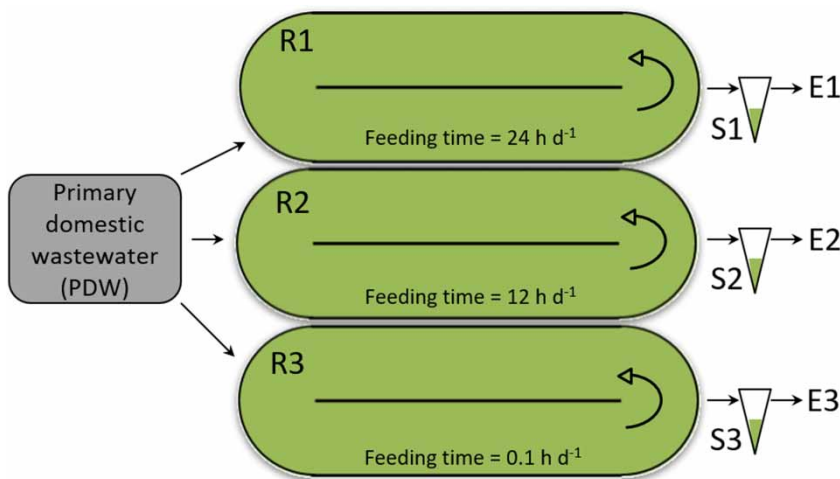 R1
Feeding time = 24 h d⁻¹
S1
E1
Primary
domestic
wastewater
(PDW)
R2
Feeding time = 12 h d⁻¹
S2
E2
R3
Feeding time = 0.1 h d⁻¹
S3
E3